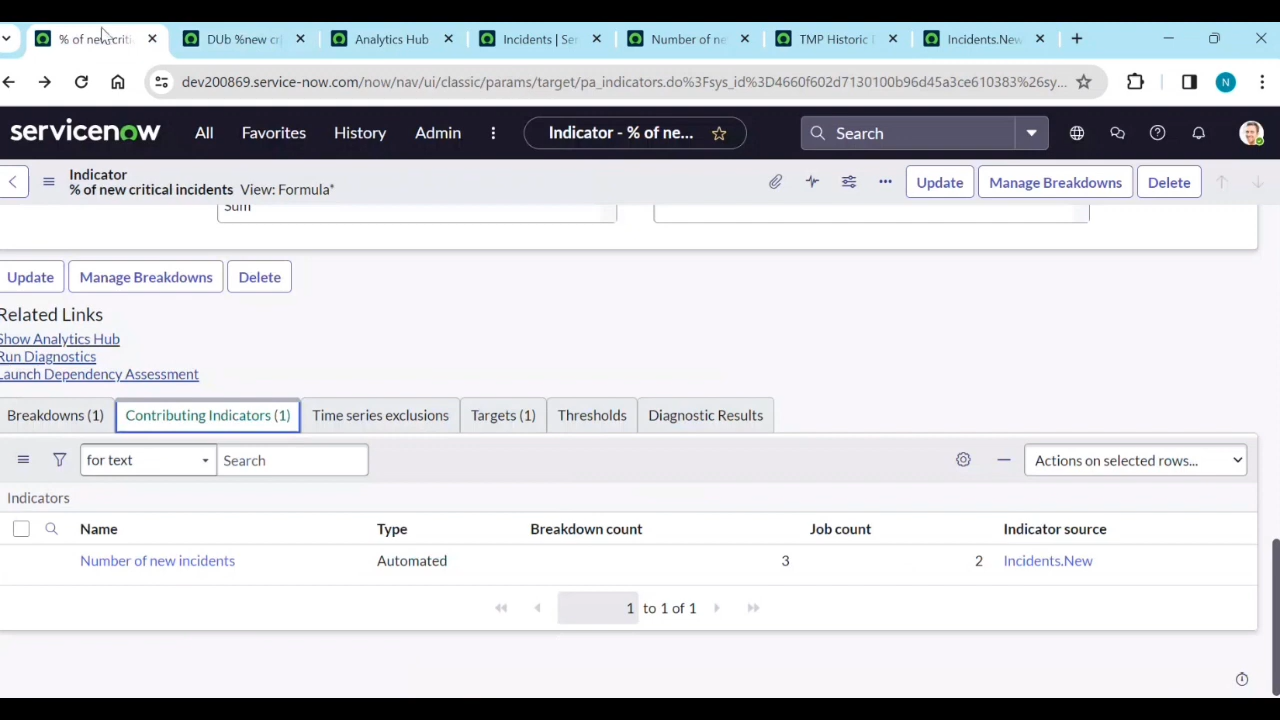 % of new criti
DUb %new cr
Analytics Hub
Incidents | Ser
Number of ne
TMP Historic D
Incidents.New
dev200869.service-now.com/now/nav/ui/classic/params/target/pa_indicators.do%3Fsys_id%3D4660f602d7130100b96d45a3ce610383%26sy...
N
servicenow
All
Favorites
History
Admin
Indicator - % of ne...
Search
Indicator
% of new critical incidents View: Formula*
Update
Manage Breakdowns
Delete
Sum
Update
Manage Breakdowns
Delete
Related Links
Show Analytics Hub
Run Diagnostics
Launch Dependency Assessment
Breakdowns (1)
Contributing Indicators (1)
Time series exclusions
Targets (1)
Thresholds
Diagnostic Results
for text
Search
Actions on selected rows...
Indicators
Name Type Breakdown count Job count Indicator source
Number of new incidents Automated 3 2 Incidents.New
1 to 1 of 1